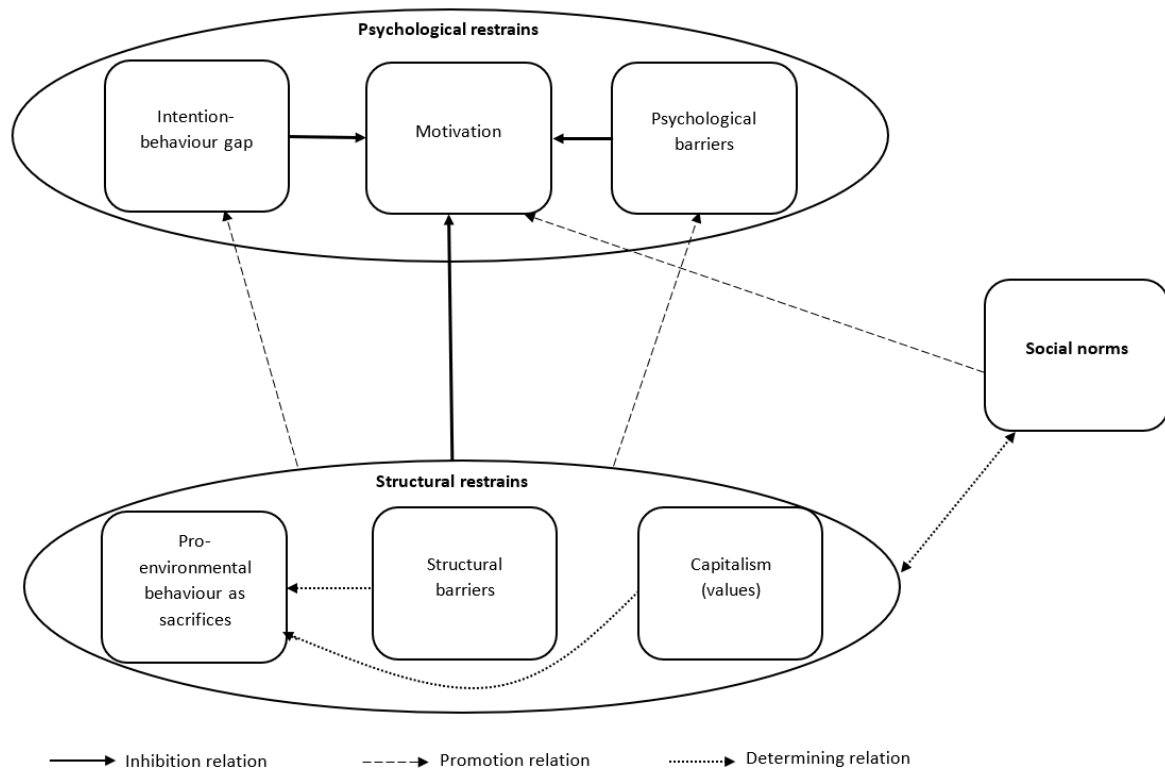 Psychological restrains
Intention-
behaviour gap
Motivation
Psychological
barriers
Social norms
Structural restrains
Pro-
environmental
behaviour as
sacrifices
Structural
barriers
Capitalism
(values)
Inhibition relation
Promotion relation
Determining relation